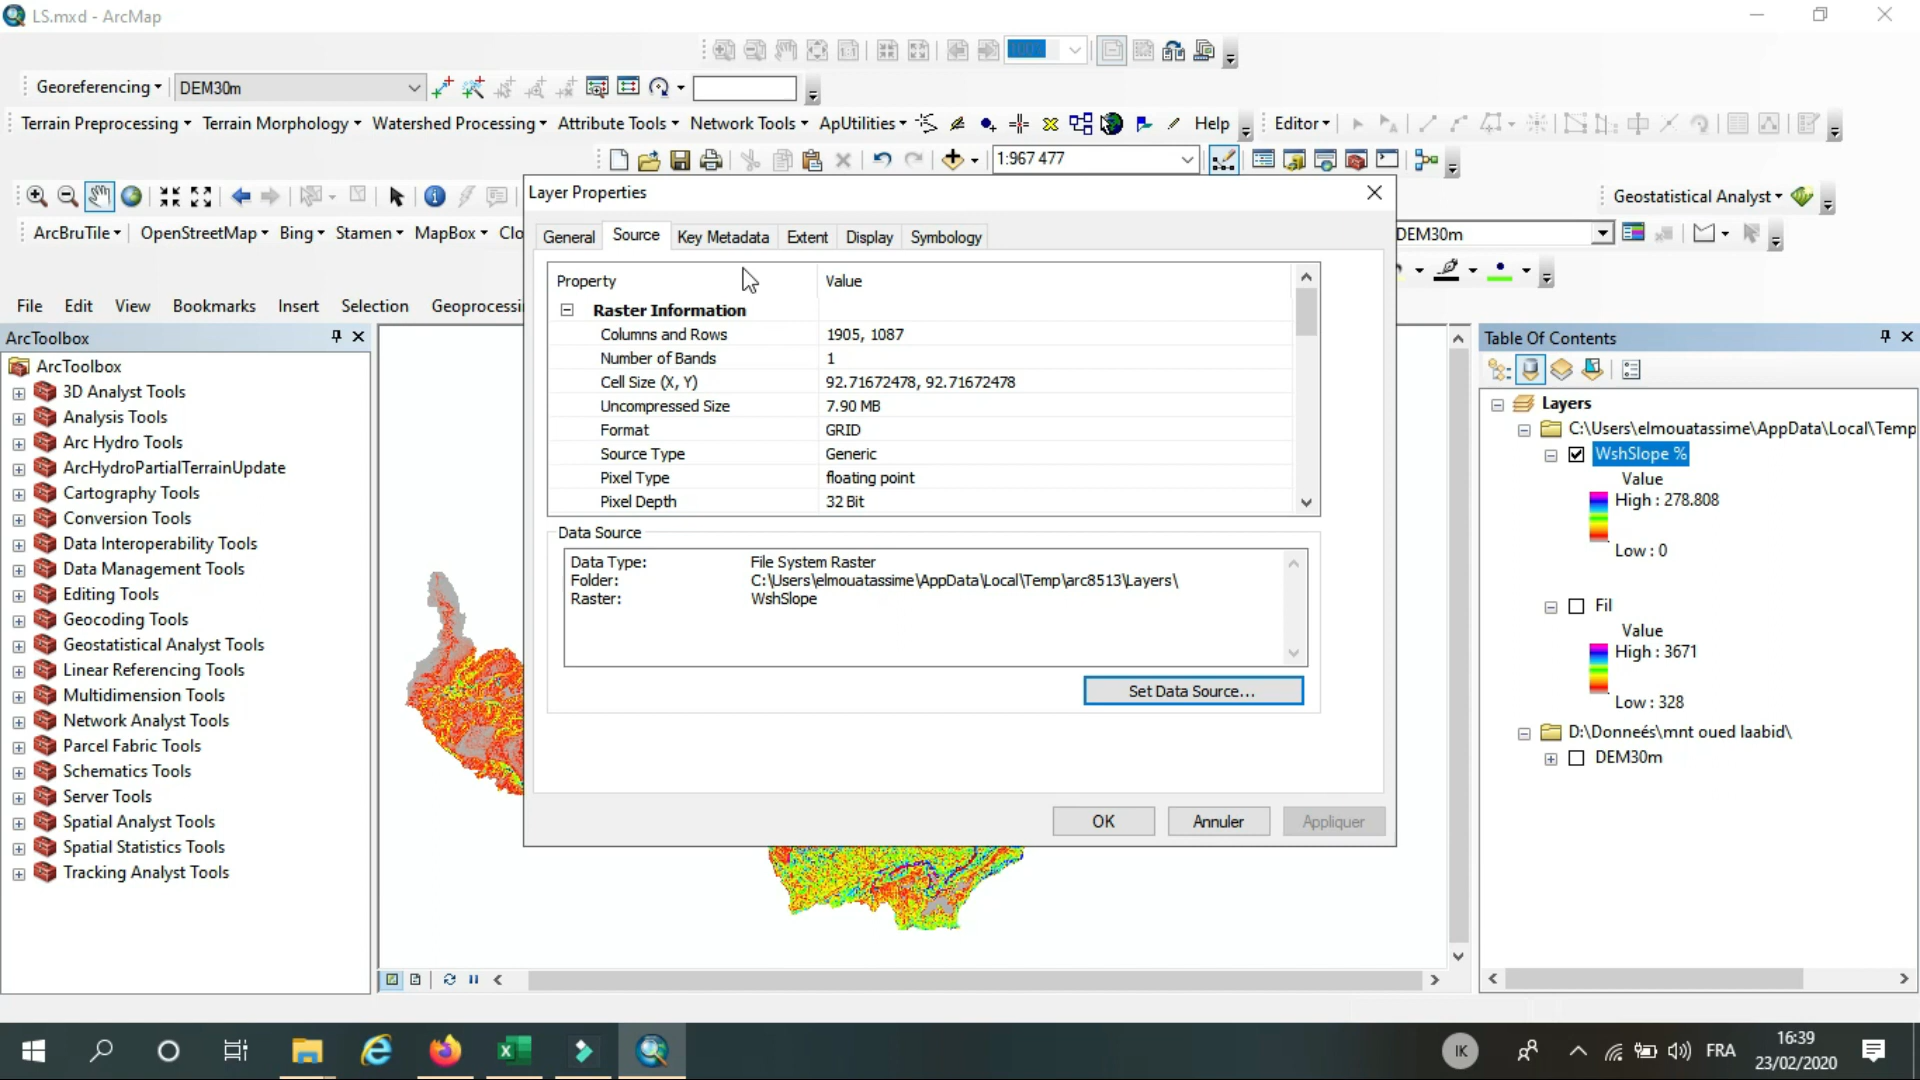 LS.mxd - ArcMap
100%
Georeferencing
DEM30m
Terrain Preprocessing
Terrain Morphology
Watershed Processing
Attribute Tools
Network Tools
ApUtilities
Help
Editor
1:967 477
Geostatistical Analyst
ArcBruTile
OpenStreetMap
Bing
Stamen
MapBox
Clo
DEM30m
File
Edit
View
Bookmarks
Insert
Selection
Geoprocessi
ArcToolbox
ArcToolbox
3D Analyst Tools
Analysis Tools
Arc Hydro Tools
ArcHydroPartialTerrainUpdate
Cartography Tools
Conversion Tools
Data Interoperability Tools
Data Management Tools
Editing Tools
Geocoding Tools
Geostatistical Analyst Tools
Linear Referencing Tools
Multidimension Tools
Network Analyst Tools
Parcel Fabric Tools
Schematics Tools
Server Tools
Spatial Analyst Tools
Spatial Statistics Tools
Tracking Analyst Tools
Layer Properties
General
Source
Key Metadata
Extent
Display
Symbology
Property Value
Raster Information
Columns and Rows 1905, 1087
Number of Bands 1
Cell Size (X, Y) 92.71672478, 92.71672478
Uncompressed Size 7.90 MB
Format GRID
Source Type Generic
Pixel Type floating point
Pixel Depth 32 Bit
Data Source
Data Type: File System Raster
Folder: C:\Users\elmouatassime\AppData\Local\Temp\arc8513\Layers\
Raster: WshSlope
Set Data Source...
OK
Annuler
Appliquer
Table Of Contents
Layers
C:\Users\elmouatassime\AppData\Local\Temp
WshSlope %
Value
High : 278.808
Low : 0
Fil
Value
High : 3671
Low : 328
D:\Donneés\mnt oued laabid\
DEM30m
IK
FRA
16:39
23/02/2020